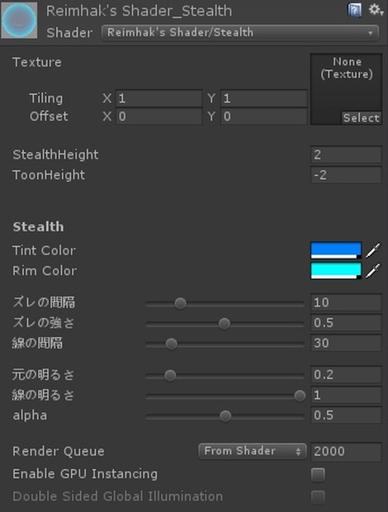 Reimhak's Shader_Stealth
Shader Reimhak's Shader/Stealth
Texture
None
(Texture)
Tiling X 1 Y 1
Offset X 0 Y 0
Select
StealthHeight 2
ToonHeight -2
Stealth
Tint Color
Rim Color
ズレの間隔 10
ズレの強さ 0.5
線の間隔 30
元の明るさ 0.2
線の明るさ 1
alpha 0.5
Render Queue From Shader 2000
Enable GPU Instancing
Double Sided Global Illumination